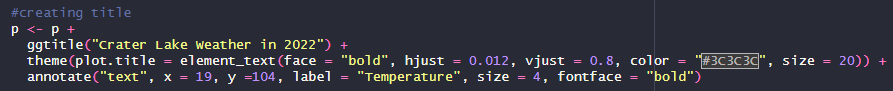 #creating title
p <- p +
  ggtitle("Crater Lake Weather in 2022") +
  theme(plot.title = element_text(face = "bold", hjust = 0.012, vjust = 0.8, color = "#3C3C3C", size = 20)) +
  annotate("text", x = 19, y =104, label = "Temperature", size = 4, fontface = "bold")